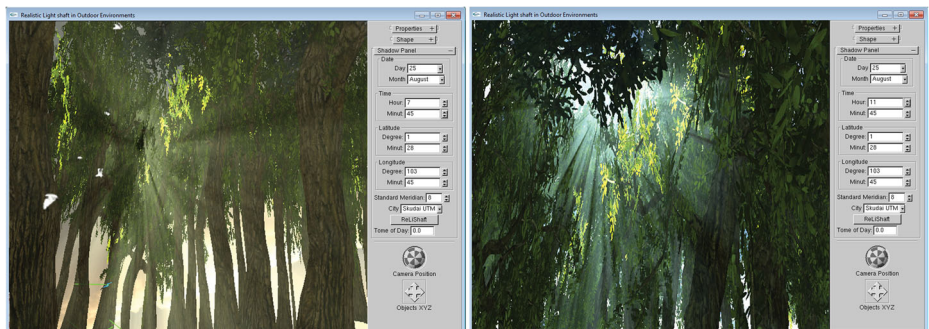 Realistic Light shaft in Outdoor Environments
Properties +
Shape +
Shadow Panel −
Date
Day 25
Month August
Time
Hour: 7
Minut: 45
Latitude
Degree: 1
Minut: 28
Longitude
Degree: 103
Minut: 45
Standard Meridian: 8
City Skudai UTM
ReLiShaft
Tome of Day: 0.0
Camera Position
Objects XYZ
Realistic Light shaft in Outdoor Environments
Properties +
Shape +
Shadow Panel −
Date
Day 25
Month August
Time
Hour: 11
Minut: 45
Latitude
Degree: 1
Minut: 28
Longitude
Degree: 103
Minut: 45
Standard Meridian: 8
City Skudai UTM
ReLiShaft
Tome of Day: 0.0
Camera Position
Objects XYZ